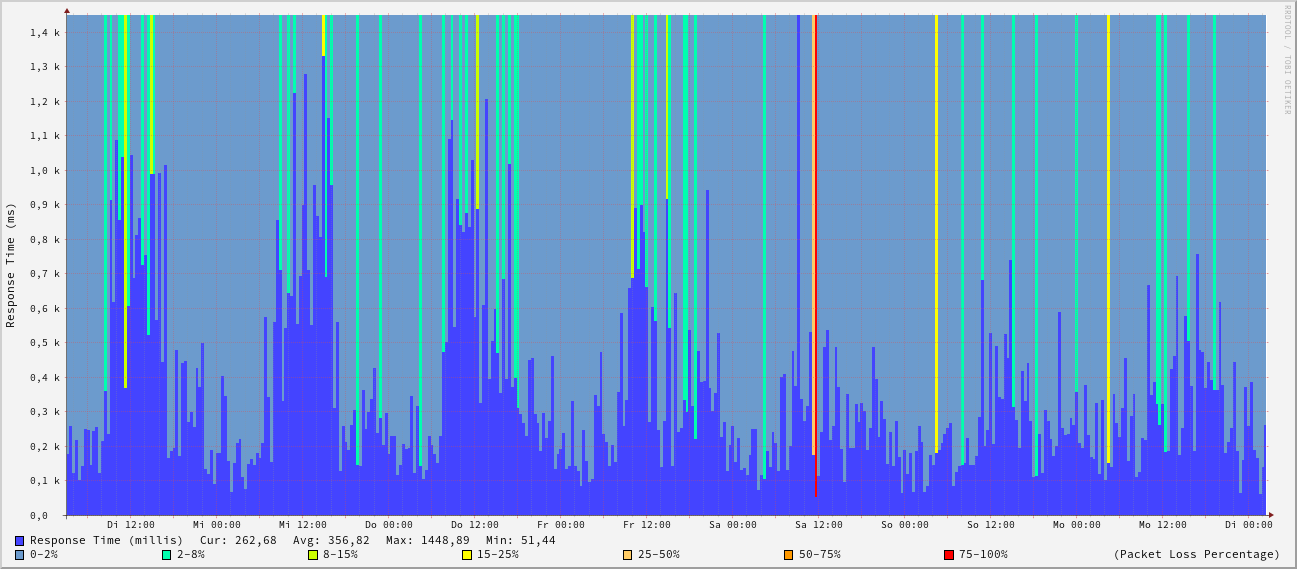 RRDTOOL / TOBI OETIKER
Response Time (ms)
1,4 k
1,3 k
1,2 k
1,1 k
1,0 k
0,9 k
0,8 k
0,7 k
0,6 k
0,5 k
0,4 k
0,3 k
0,2 k
0,1 k
0,0
Di 12:00 Mi 00:00 Mi 12:00 Do 00:00 Do 12:00 Fr 00:00 Fr 12:00 Sa 00:00 Sa 12:00 So 00:00 So 12:00 Mo 00:00 Mo 12:00 Di 00:00
Response Time (millis) Cur: 262,68 Avg: 356,82 Max: 1448,89 Min: 51,44
0-2% 2-8% 8-15% 15-25% 25-50% 50-75% 75-100% (Packet Loss Percentage)